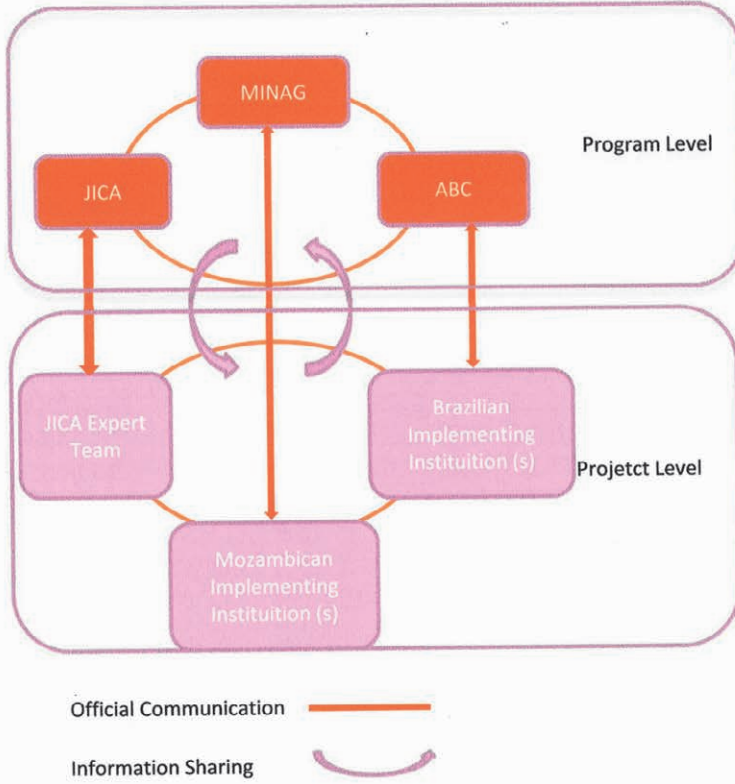 MINAG
Program Level
JICA
ABC
JICA Expert
Team
Brazilian
Implementing
Instituition (s)
Projetct Level
Mozambican
Implementing
Instituition (s)
Official Communication
Information Sharing